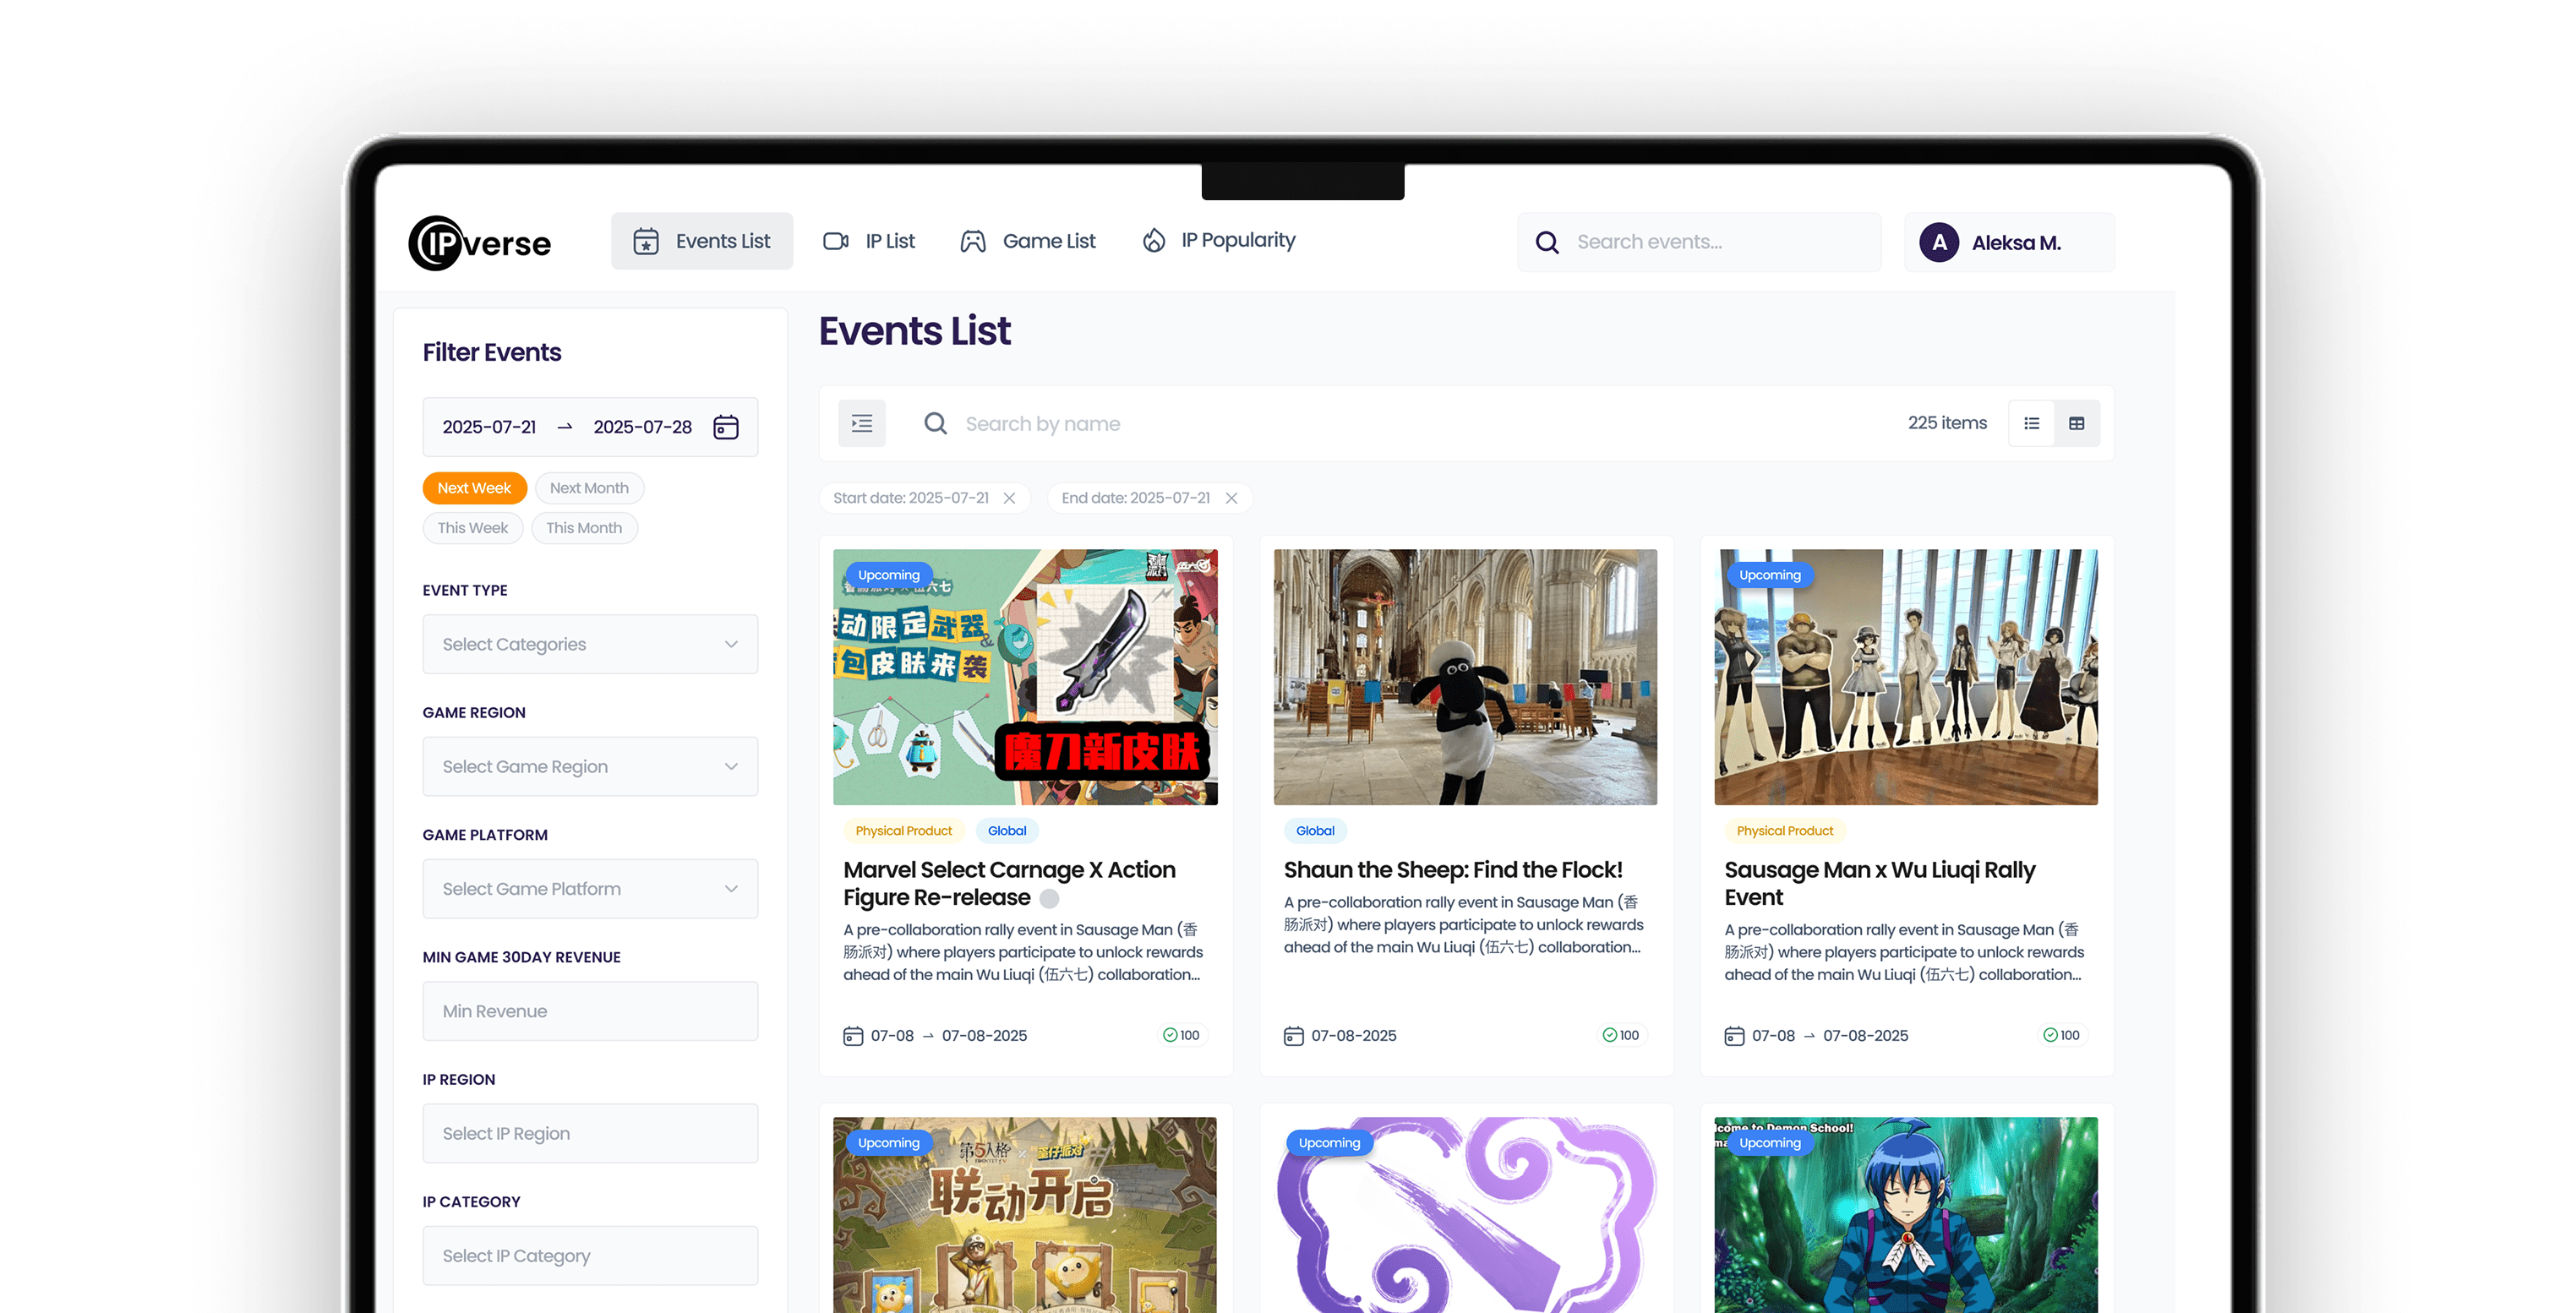 IPverse
Events List
IP List
Game List
IP Popularity
Search events...
A
Aleksa M.
Filter Events
2025-07-21 → 2025-07-28
Next Week
Next Month
This Week
This Month
EVENT TYPE
Select Categories
GAME REGION
Select Game Region
GAME PLATFORM
Select Game Platform
MIN GAME 30DAY REVENUE
Min Revenue
IP REGION
Select IP Region
IP CATEGORY
Select IP Category
Events List
Search by name
225 items
Start date: 2025-07-21
End date: 2025-07-21
Upcoming
动限定武器
&
包皮肤来袭
魔刀新皮肤
Physical Product
Global
Marvel Select Carnage X Action
Figure Re-release
A pre-collaboration rally event in Sausage Man (香
肠派对) where players participate to unlock rewards
ahead of the main Wu Liuqi (伍六七) collaboration...
07-08 → 07-08-2025
100
Global
Shaun the Sheep: Find the Flock!
A pre-collaboration rally event in Sausage Man (香
肠派对) where players participate to unlock rewards
ahead of the main Wu Liuqi (伍六七) collaboration...
07-08-2025
100
Upcoming
Physical Product
Sausage Man x Wu Liuqi Rally
Event
A pre-collaboration rally event in Sausage Man (香
肠派对) where players participate to unlock rewards
ahead of the main Wu Liuqi (伍六七) collaboration...
07-08 → 07-08-2025
100
Upcoming
第5人格
蛋仔派对
联动开启
Upcoming
lcome to Demon School!
Upcoming